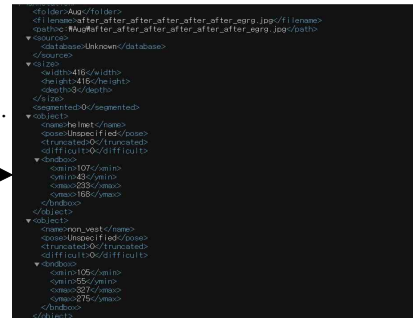 <folder>Aug</folder>
<filename>after_after_after_after_after_after_egrg.jpg</filename>
<path>c:₩Aug₩after_after_after_after_after_after_egrg.jpg</path>
▼<source>
<database>Unknown</database>
</source>
▼<size>
<width>416</width>
<height>416</height>
<depth>3</depth>
</size>
<segmented>0</segmented>
▼<object>
<name>helmet</name>
<pose>Unspecified</pose>
<truncated>0</truncated>
<difficult>0</difficult>
▼<bndbox>
<xmin>107</xmin>
<ymin>43</ymin>
<xmax>233</xmax>
<ymax>168</ymax>
</bndbox>
</object>
▼<object>
<name>non_vest</name>
<pose>Unspecified</pose>
<truncated>0</truncated>
<difficult>0</difficult>
▼<bndbox>
<xmin>105</xmin>
<ymin>55</ymin>
<xmax>327</xmax>
<ymax>275</ymax>
</bndbox>
</object>